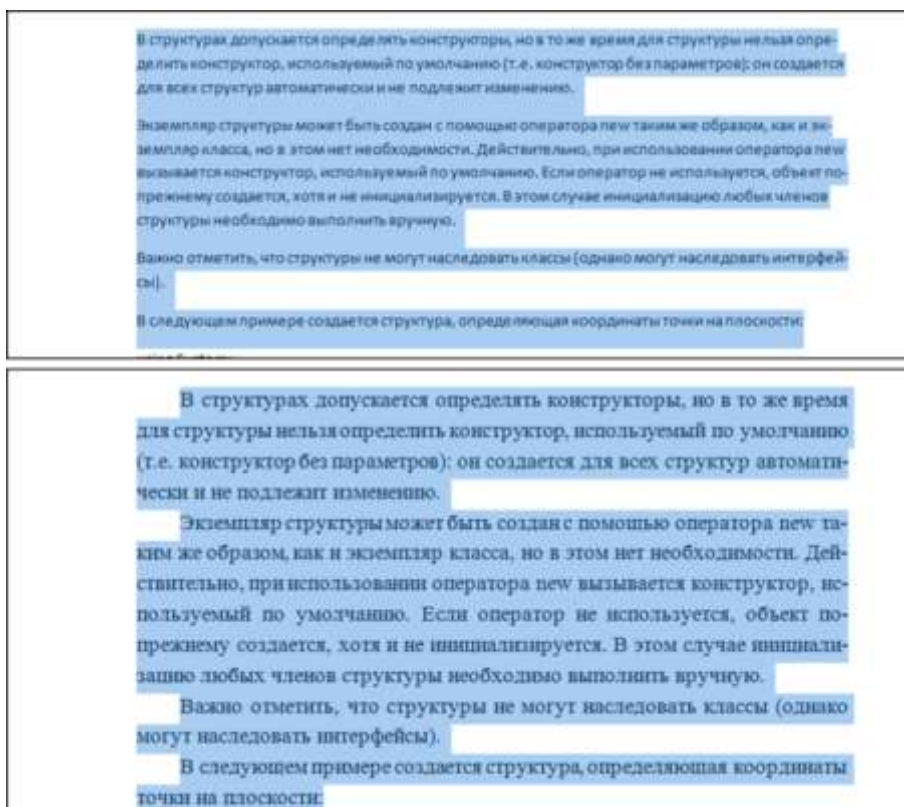 В структурах допускается определять конструкторы, но в то же время для структуры нельзя опре-
делить конструктор, используемый по умолчанию (т.е. конструктор без параметров): он создается
для всех структур автоматически и не подлежит изменению.
Экземпляр структуры может быть создан с помощью оператора new таким же образом, как и эк-
земпляр класса, но в этом нет необходимости. Действительно, при использовании оператора new
вызывается конструктор, используемый по умолчанию. Если оператор не используется, объект по-
прежнему создается, хотя и не инициализируется. В этом случае инициализацию любых членов
структуры необходимо выполнить вручную.
Важно отметить, что структуры не могут наследовать классы (однако могут наследовать интерфей-
сы).
В следующем примере создается структура, определяющая координаты точки на плоскости:
В структурах допускается определять конструкторы, но в то же время
для структуры нельзя определить конструктор, используемый по умолчанию
(т.е. конструктор без параметров): он создается для всех структур автомати-
чески и не подлежит изменению.
Экземпляр структуры может быть создан с помощью оператора new та-
ким же образом, как и экземпляр класса, но в этом нет необходимости. Дей-
ствительно, при использовании оператора new вызывается конструктор, ис-
пользуемый по умолчанию. Если оператор не используется, объект по-
прежнему создается, хотя и не инициализируется. В этом случае инициали-
зацию любых членов структуры необходимо выполнить вручную.
Важно отметить, что структуры не могут наследовать классы (однако
могут наследовать интерфейсы).
В следующем примере создается структура, определяющая координаты
точки на плоскости: